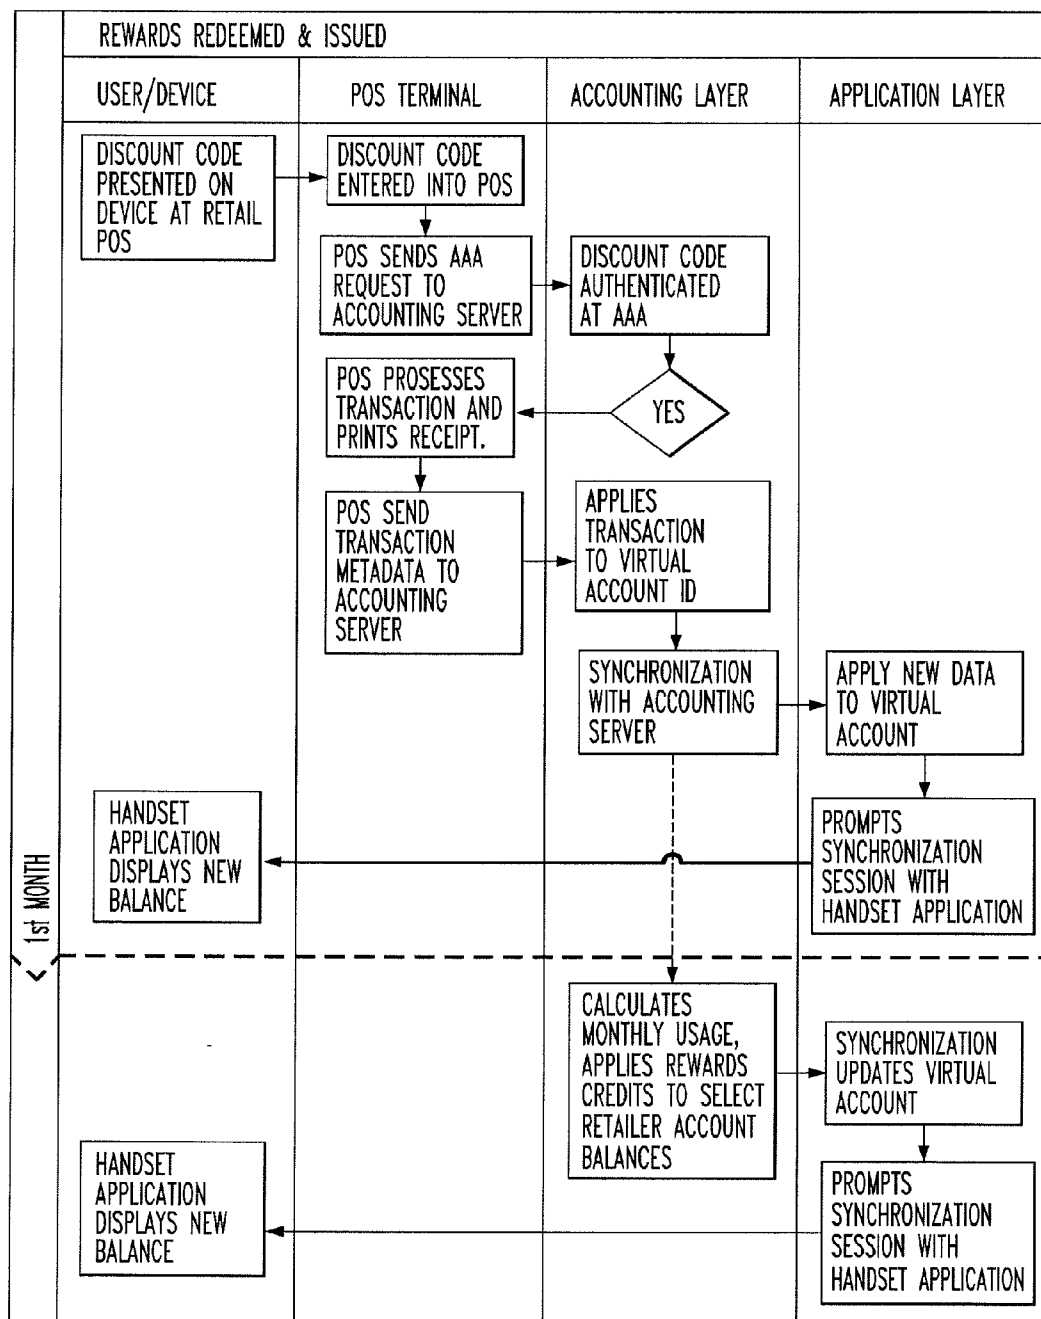 REWARDS REDEEMED & ISSUED
USER/DEVICE
POS TERMINAL
ACCOUNTING LAYER
APPLICATION LAYER
DISCOUNT CODE
PRESENTED ON
DEVICE AT RETAIL
POS
DISCOUNT CODE
ENTERED INTO POS
POS SENDS AAA
REQUEST TO
ACCOUNTING SERVER
DISCOUNT CODE
AUTHENTICATED
AT AAA
YES
POS PROSESSES
TRANSACTION AND
PRINTS RECEIPT.
POS SEND
TRANSACTION
METADATA TO
ACCOUNTING
SERVER
APPLIES
TRANSACTION
TO VIRTUAL
ACCOUNT ID
SYNCHRONIZATION
WITH ACCOUNTING
SERVER
APPLY NEW DATA
TO VIRTUAL
ACCOUNT
PROMPTS
SYNCHRONIZATION
SESSION WITH
HANDSET APPLICATION
HANDSET
APPLICATION
DISPLAYS NEW
BALANCE
1st MONTH
CALCULATES
MONTHLY USAGE,
APPLIES REWARDS
CREDITS TO SELECT
RETAILER ACCOUNT
BALANCES
SYNCHRONIZATION
UPDATES VIRTUAL
ACCOUNT
PROMPTS
SYNCHRONIZATION
SESSION WITH
HANDSET APPLICATION
HANDSET
APPLICATION
DISPLAYS NEW
BALANCE